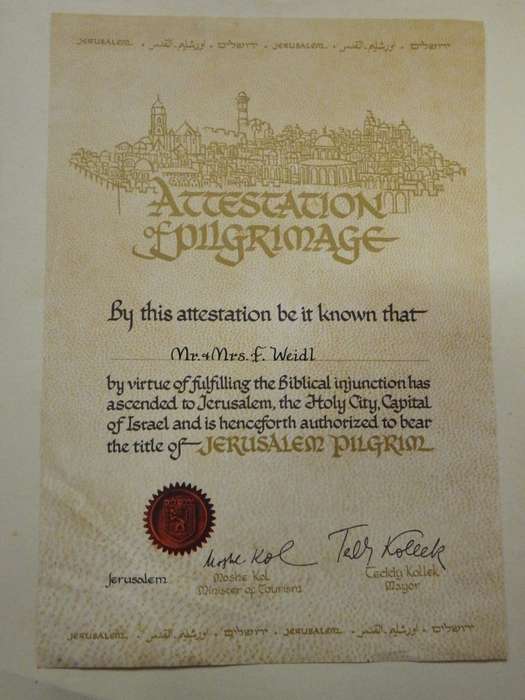 JERUSALEM • أورشليم - القدس • ירושלים • JERUSALEM • أورشليم - القدس • ירושלים
ATTESTATION
of PILGRIMAGE
By this attestation be it known that
Mr. & Mrs. F. Weidl
by virtue of fulfilling the Biblical injunction has
ascended to Jerusalem, the Holy City, Capital
of Israel and is henceforth authorized to bear
the title of JERUSALEM PILGRIM
Jerusalem
Moshe Kol
Moshe Kol
Minister of Tourism
Teddy Kollek
Teddy Kollek
Mayor
JERUSALEM • أورشليم - القدس • ירושלים • JERUSALEM • أورشليم - القدس • ירושלים